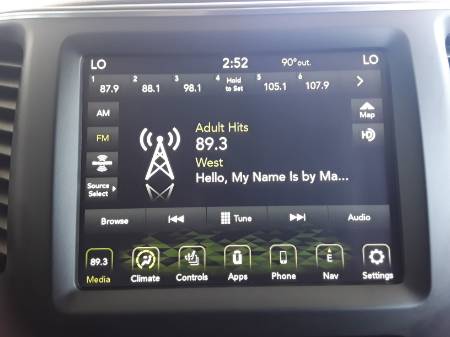 LO 2:52 90°out. LO
1 2 3 4 5 6
87.9 88.1 98.1 Hold to Set 105.1 107.9
AM
Map
FM
Adult Hits
89.3
West
Hello, My Name Is by Ma...
Source
Select
Browse Tune Audio
89.3 E
Media Climate Controls Apps Phone Nav Settings